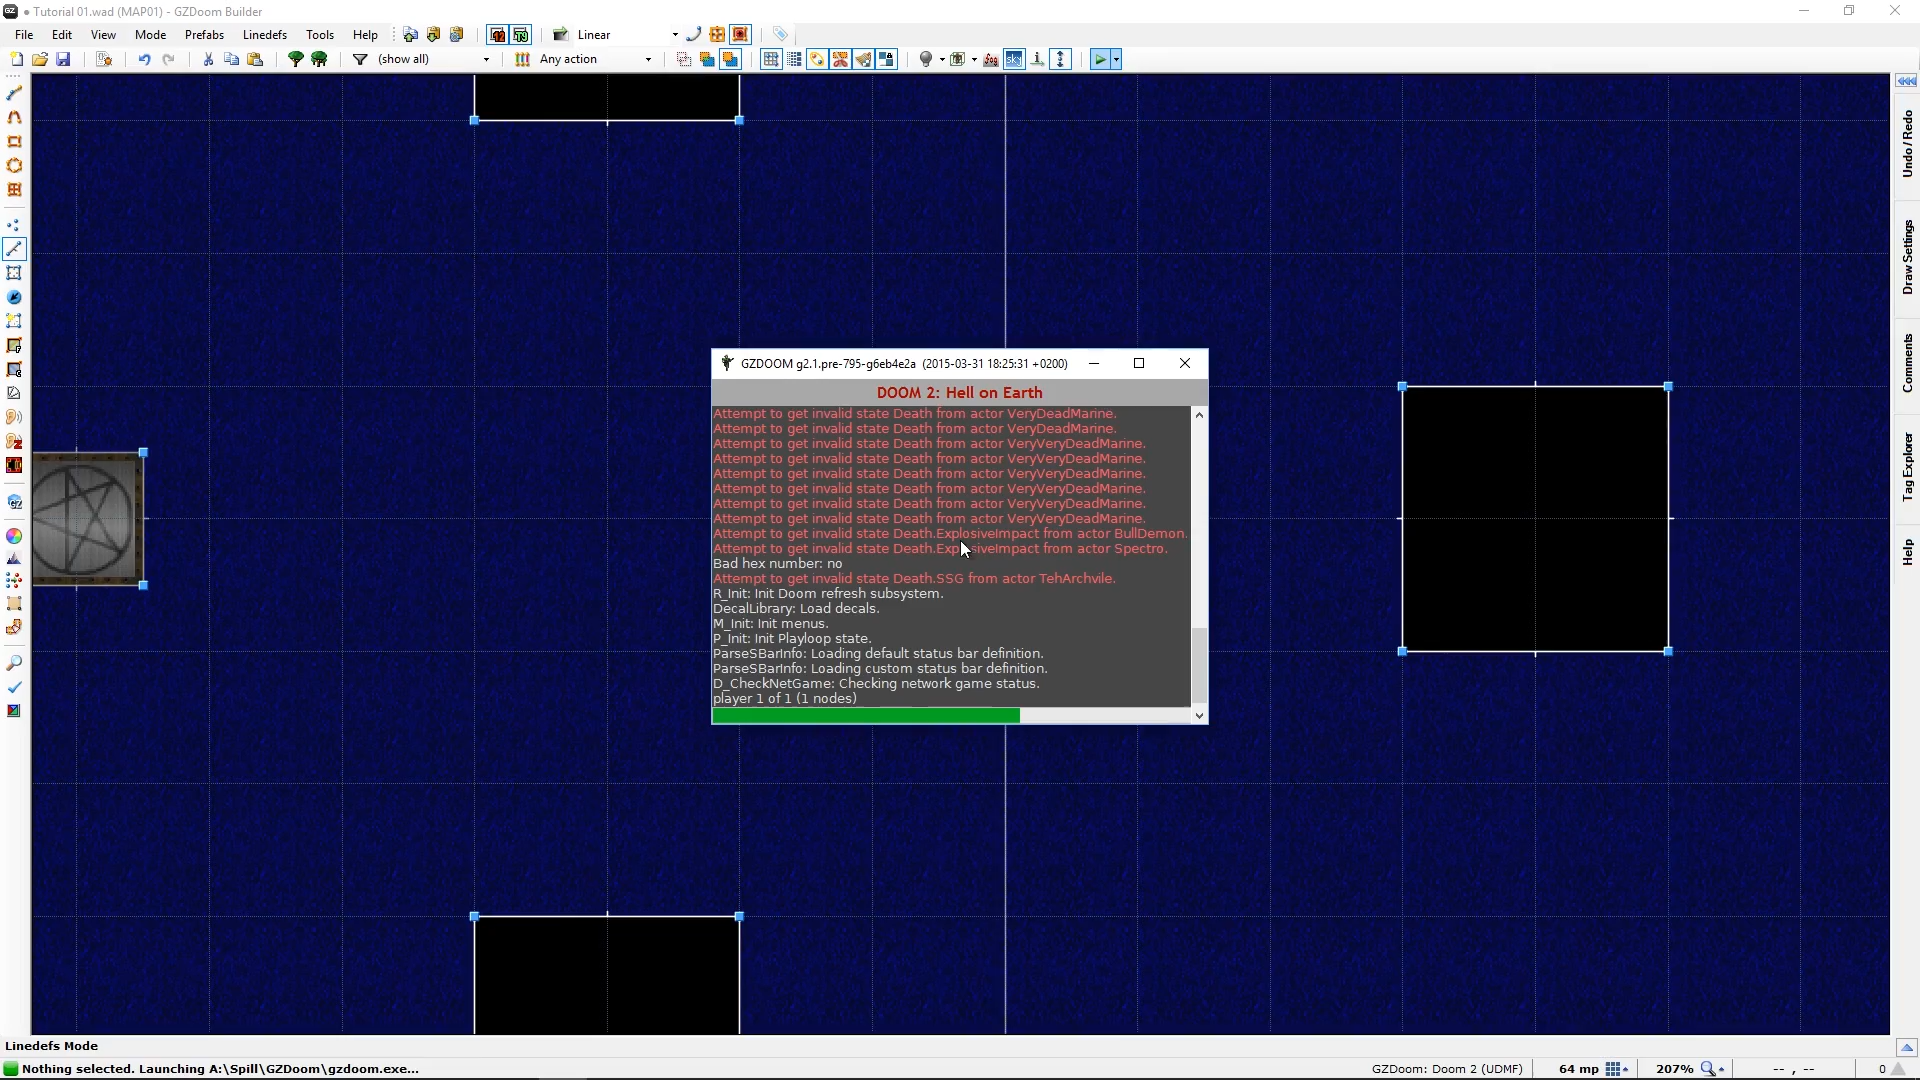 • Tutorial 01.wad (MAP01) - GZDoom Builder
File Edit View Mode Prefabs Linedefs Tools Help Linear
(show all) Any action
Undo / Redo
Draw Settings
Comments
Tag Explorer
Help
GZDOOM g2.1.pre-795-g6eb4e2a (2015-03-31 18:25:31 +0200)
DOOM 2: Hell on Earth
Attempt to get invalid state Death from actor VeryDeadMarine.
Attempt to get invalid state Death from actor VeryDeadMarine.
Attempt to get invalid state Death from actor VeryVeryDeadMarine.
Attempt to get invalid state Death from actor VeryVeryDeadMarine.
Attempt to get invalid state Death from actor VeryVeryDeadMarine.
Attempt to get invalid state Death from actor VeryVeryDeadMarine.
Attempt to get invalid state Death from actor VeryVeryDeadMarine.
Attempt to get invalid state Death from actor VeryVeryDeadMarine.
Attempt to get invalid state Death.ExplosiveImpact from actor BullDemon.
Attempt to get invalid state Death.ExplosiveImpact from actor Spectro.
Bad hex number: no
Attempt to get invalid state Death.SSG from actor TehArchvile.
R_Init: Init Doom refresh subsystem.
DecalLibrary: Load decals.
M_Init: Init menus.
P_Init: Init Playloop state.
ParseSBarInfo: Loading default status bar definition.
ParseSBarInfo: Loading custom status bar definition.
D_CheckNetGame: Checking network game status.
player 1 of 1 (1 nodes)
Linedefs Mode
Nothing selected. Launching A:\Spill\GZDoom\gzdoom.exe...
GZDoom: Doom 2 (UDMF) 64 mp 207% -- , -- 0